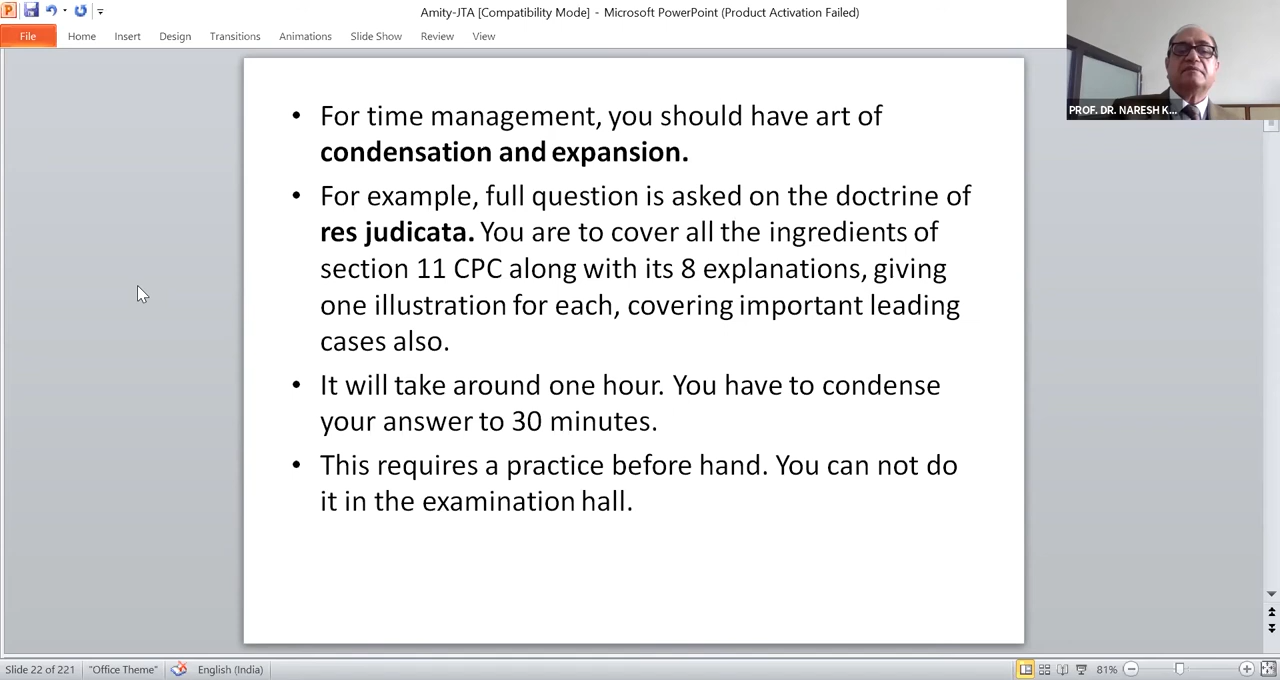 Amity-JTA [Compatibility Mode] - Microsoft PowerPoint (Product Activation Failed)
File Home Insert Design Transitions Animations Slide Show Review View
PROF. DR. NARESH K...
• For time management, you should have art of
condensation and expansion.
• For example, full question is asked on the doctrine of
res judicata. You are to cover all the ingredients of
section 11 CPC along with its 8 explanations, giving
one illustration for each, covering important leading
cases also.
• It will take around one hour. You have to condense
your answer to 30 minutes.
• This requires a practice before hand. You can not do
it in the examination hall.
Slide 22 of 221 "Office Theme" English (India) 81%